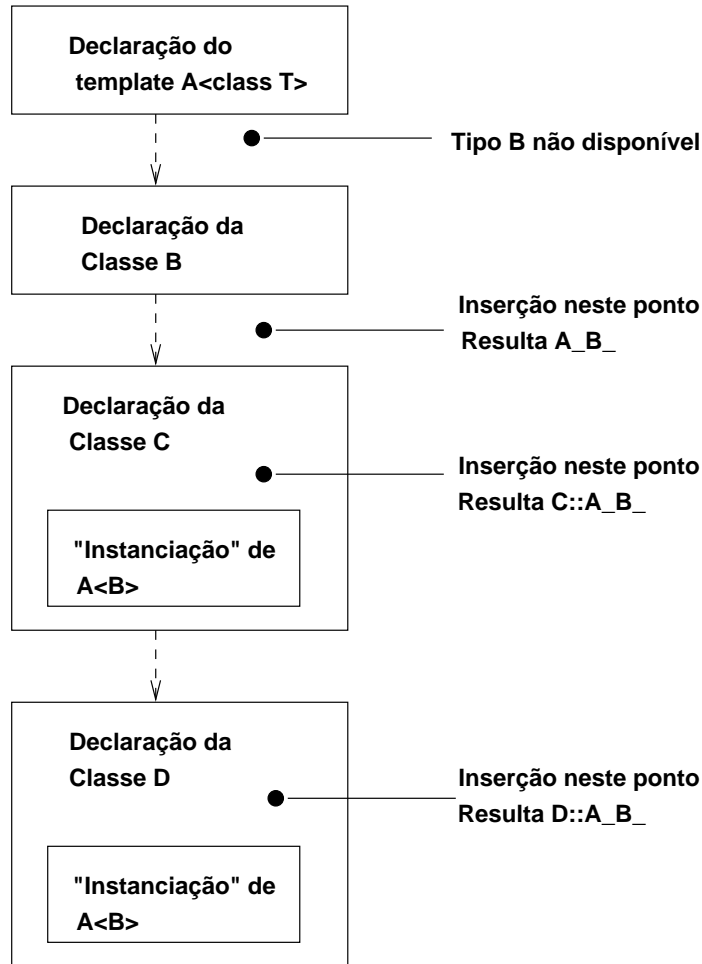 Declaração do
template A<class T>
Tipo B não disponível
Declaração da
Classe B
Inserção neste ponto
Resulta A_B_
Declaração da
Classe C
Inserção neste ponto
Resulta C::A_B_
"Instanciação" de
A<B>
Declaração da
Classe D
Inserção neste ponto
Resulta D::A_B_
"Instanciação" de
A<B>